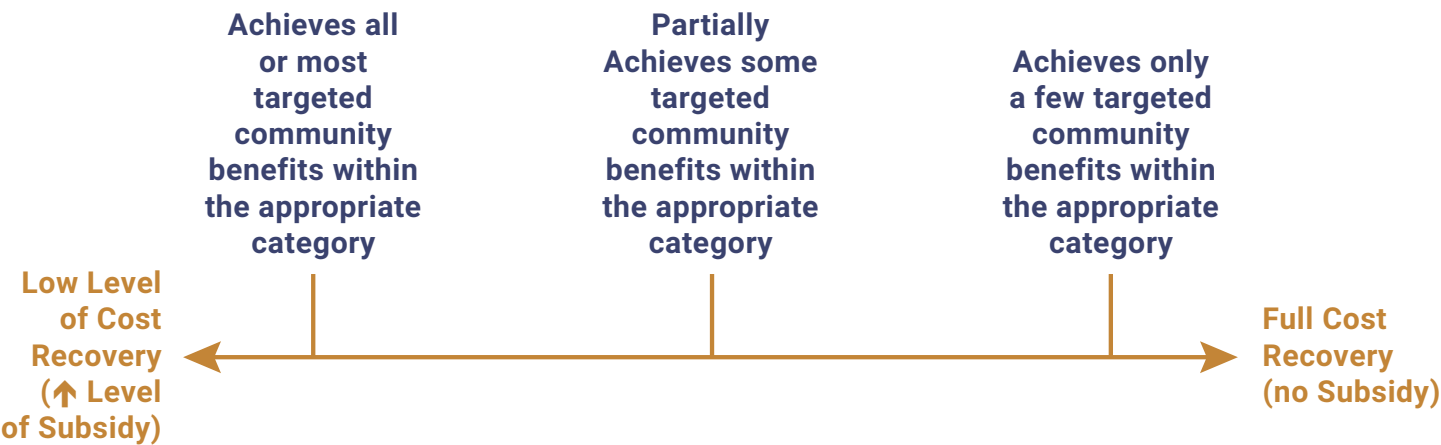 Achieves all
or most
targeted
community
benefits within
the appropriate
category
Partially
Achieves some
targeted
community
benefits within
the appropriate
category
Achieves only
a few targeted
community
benefits within
the appropriate
category
Low Level
of Cost
Recovery
(↑ Level
of Subsidy)
Full Cost
Recovery
(no Subsidy)